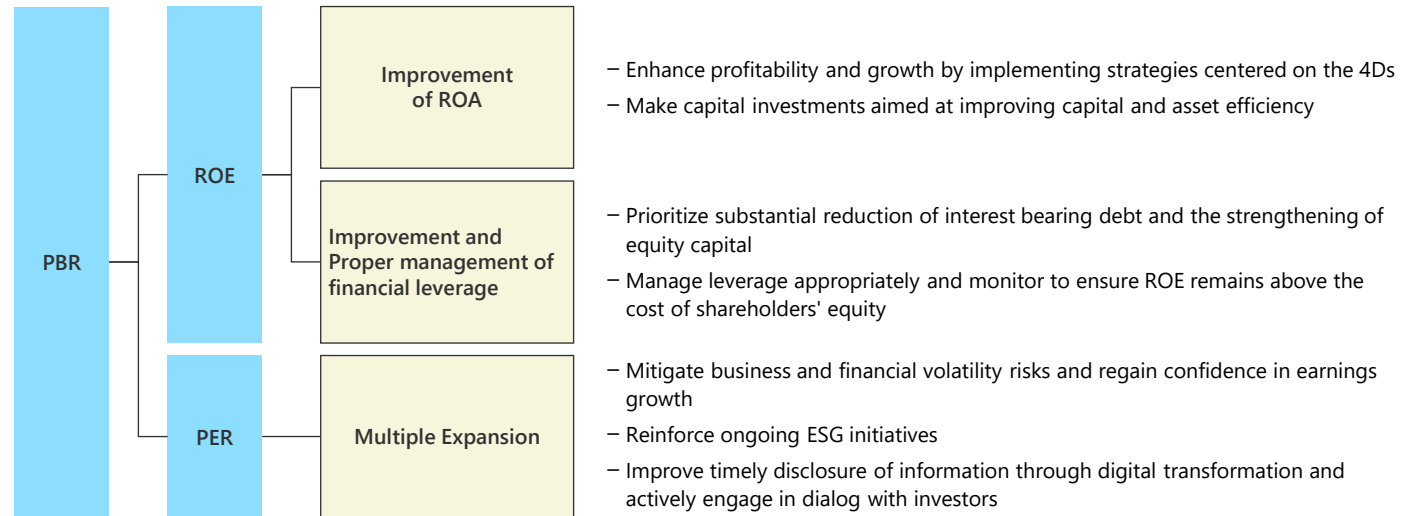 PBR
ROE
Improvement
of ROA
– Enhance profitability and growth by implementing strategies centered on the 4Ds
– Make capital investments aimed at improving capital and asset efficiency
Improvement and
Proper management of
financial leverage
– Prioritize substantial reduction of interest bearing debt and the strengthening of
equity capital
– Manage leverage appropriately and monitor to ensure ROE remains above the
cost of shareholders' equity
PER
Multiple Expansion
– Mitigate business and financial volatility risks and regain confidence in earnings
growth
– Reinforce ongoing ESG initiatives
– Improve timely disclosure of information through digital transformation and
actively engage in dialog with investors